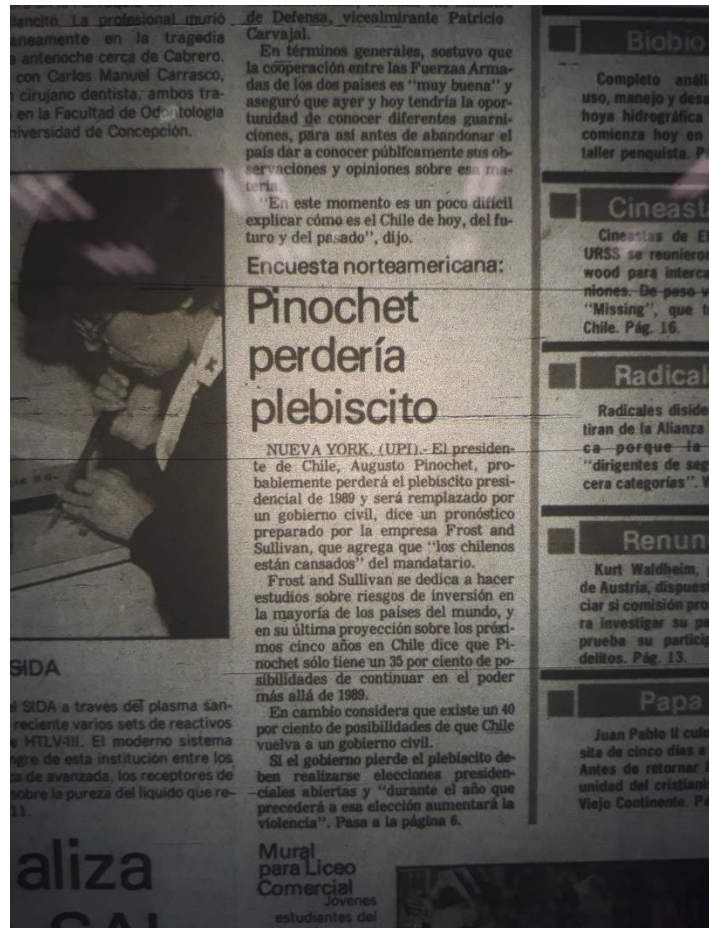 lancito. La profesional murió
áneamente en la tragedia
antenoche cerca de Cabrero.
con Carlos Manuel Carrasco,
cirujano dentista, ambos tra-
en la Facultad de Odontología
niversidad de Concepción.
SIDA
SIDA a través del plasma san-
reciente varios sets de reactivos
HTLV-III. El moderno sistema
ngre de esta institución entre los
de avanzada, los receptores de
sobre la pureza del líquido que re-
11.
aliza
de Defensa, vicealmirante Patricio
Carvajal.
En términos generales, sostuvo que
la cooperación entre las Fuerzas Arma-
das de los dos países es "muy buena" y
aseguró que ayer y hoy tendría la opor-
tunidad de conocer diferentes guarni-
ciones, para así antes de abandonar el
país dar a conocer públicamente sus ob-
servaciones y opiniones sobre esa ma-
teria.
"En este momento es un poco difícil
explicar cómo es el Chile de hoy, del fu-
turo y del pasado", dijo.
Encuesta norteamericana:
Pinochet
perdería
plebiscito
NUEVA YORK. (UPI).- El presiden-
te de Chile, Augusto Pinochet, pro-
bablemente perderá el plebiscito presi-
dencial de 1989 y será remplazado por
un gobierno civil, dice un pronóstico
preparado por la empresa Frost and
Sullivan, que agrega que "los chilenos
están cansados" del mandatario.
Frost and Sullivan se dedica a hacer
estudios sobre riesgos de inversión en
la mayoría de los países del mundo, y
en su última proyección sobre los próxi-
mos cinco años en Chile dice que Pi-
nochet sólo tiene un 35 por ciento de po-
sibilidades de continuar en el poder
más allá de 1989.
En cambio considera que existe un 40
por ciento de posibilidades de que Chile
vuelva a un gobierno civil.
Si el gobierno pierde el plebiscito de-
ben realizarse elecciones presiden-
ciales abiertas y "durante el año que
precederá a esa elección aumentará la
violencia". Pasa a la página 6.
Mural
para Liceo
Comercial
Jóvenes
estudiantes del
Biobío
Completo análi
uso, manejo y desa
hoya hidrográfica
comienza hoy en
taller penquista. P
Cineasta
Cineastas de E
URSS se reunieron
wood para interca
niones. De paso v
"Missing", que t
Chile. Pág. 16.
Radical
Radicales diside
tiran de la Alianza
ca porque la
"dirigentes de seg
cera categorías". V
Renun
Kurt Waldheim,
de Austria, dispuest
ciar si comisión pro
ra investigar su pa
prueba su particip
delitos. Pág. 13.
Papa
Juan Pablo II culm
sita de cinco días a
Antes de retornar
unidad del cristiani
Viejo Continente. P